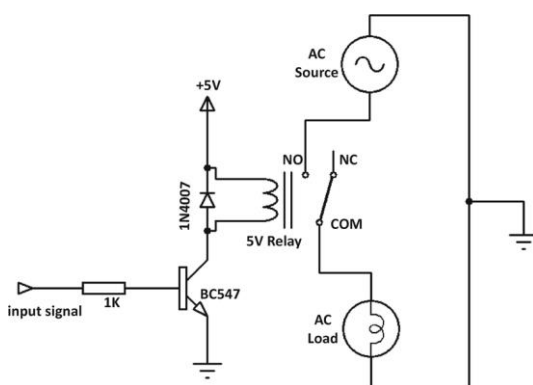 AC
Source
+5V
NO
NC
1N4007
COM
5V Relay
BC547
input signal
1K
AC
Load